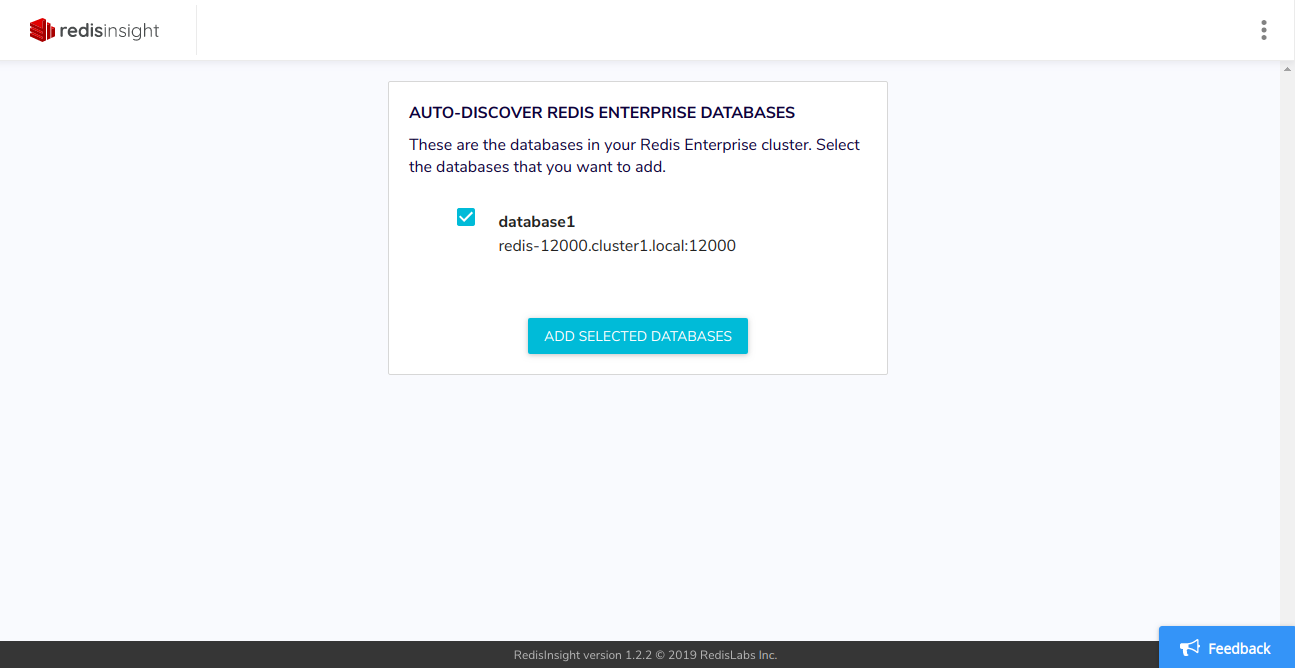 redisinsight
AUTO-DISCOVER REDIS ENTERPRISE DATABASES
These are the databases in your Redis Enterprise cluster. Select
the databases that you want to add.
database1
redis-12000.cluster1.local:12000
ADD SELECTED DATABASES
RedisInsight version 1.2.2 © 2019 RedisLabs Inc.
Feedback